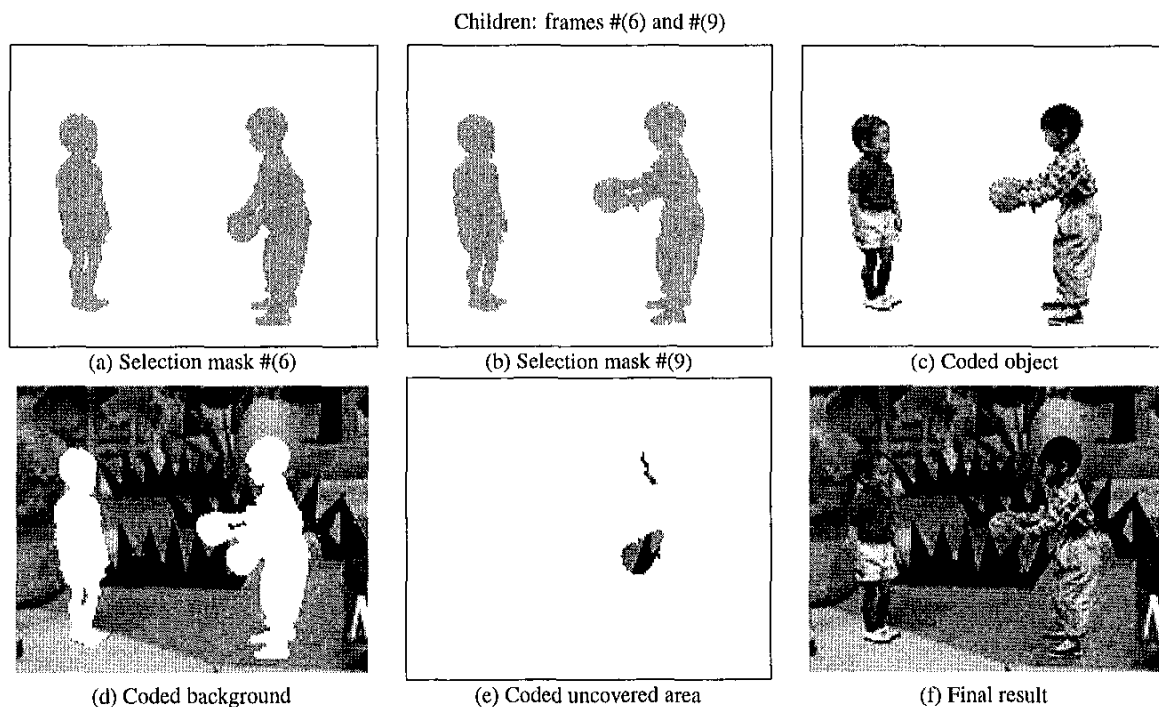 Children: frames #(6) and #(9)
(a) Selection mask #(6)
(b) Selection mask #(9)
(c) Coded object
(d) Coded background
(e) Coded uncovered area
(f) Final result